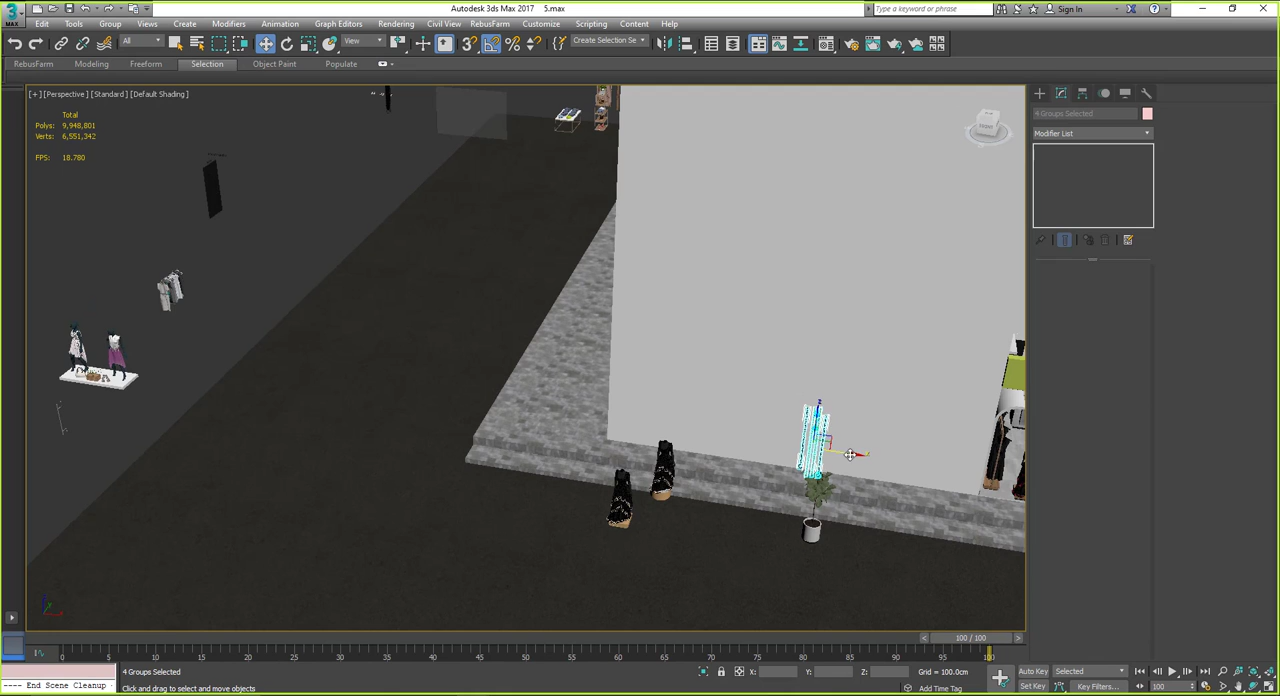 3 MAX
Autodesk 3ds Max 2017    5.max
Type a keyword or phrase
Sign In
Edit Tools Group Views Create Modifiers Animation Graph Editors Rendering Civil View RebusFarm Customize Scripting Content Help
All
View
Create Selection Se
RebusFarm Modeling Freeform Selection Object Paint Populate
[+] [Perspective] [Standard] [Default Shading]
Total
Polys: 9,948,801
Verts: 6,551,342
FPS: 18.780
4 Groups Selected
Modifier List
z
100 / 100
0 5 10 15 20 25 30 35 40 45 50 55 60 65 70 75 80 85 90 95 100
4 Groups Selected
X: Y: Z: Grid = 100.0cm
Auto Key Selected
---- End Scene Cleanup -
Click and drag to select and move objects
Add Time Tag
Set Key Key Filters...
100